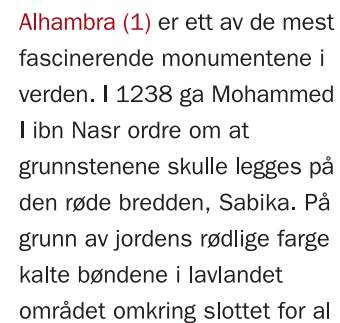 Alhambra (1) er ett av de mest
fascinerende monumentene i
verden. I 1238 ga Mohammed
I ibn Nasr ordre om at
grunnstenene skulle legges på
den røde bredden, Sabika. På
grunn av jordens rødlige farge
kalte bøndene i lavlandet
området omkring slottet for al